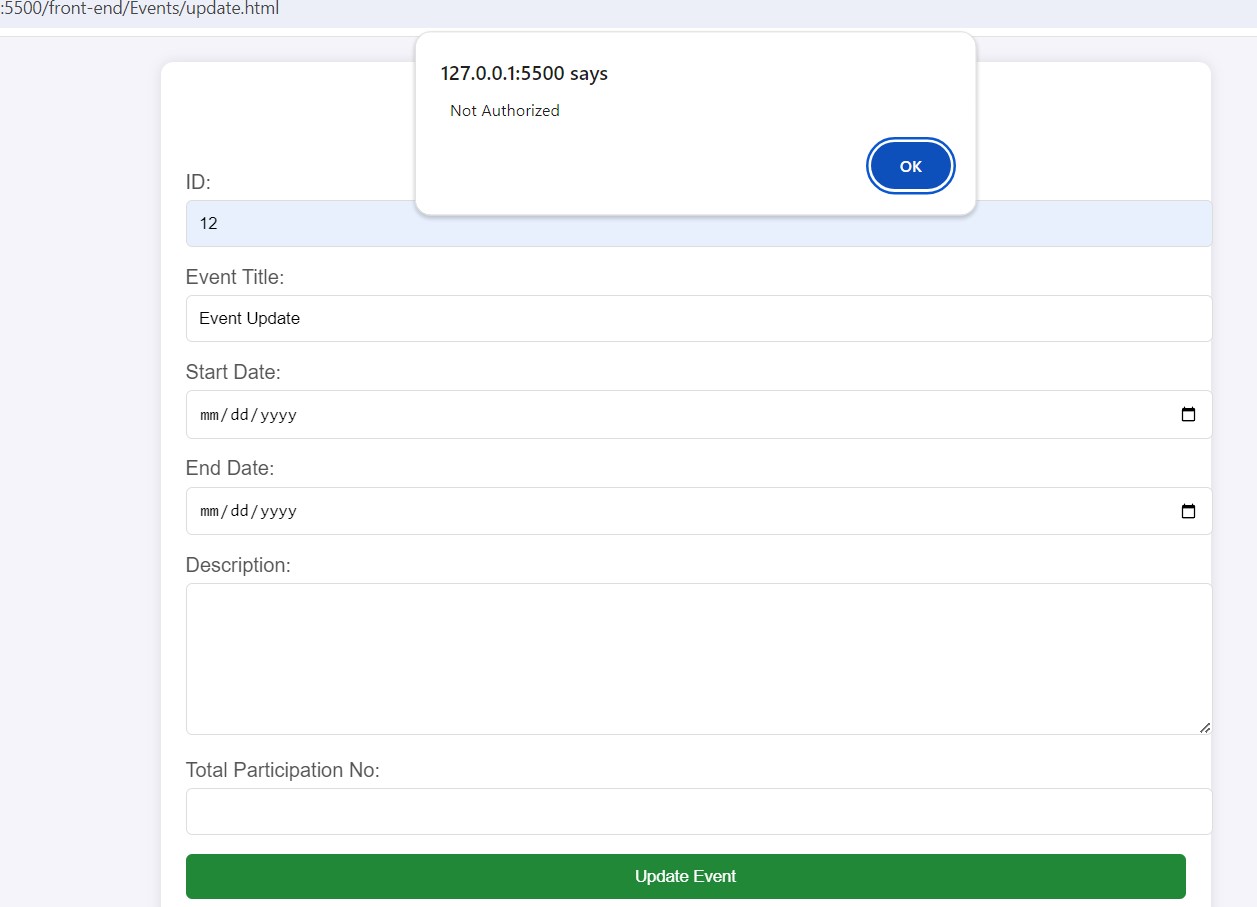 :5500/front-end/Events/update.html
127.0.0.1:5500 says
Not Authorized
OK
ID:
12
Event Title:
Event Update
Start Date:
mm/dd/yyyy
End Date:
mm/dd/yyyy
Description:
Total Participation No:
Update Event